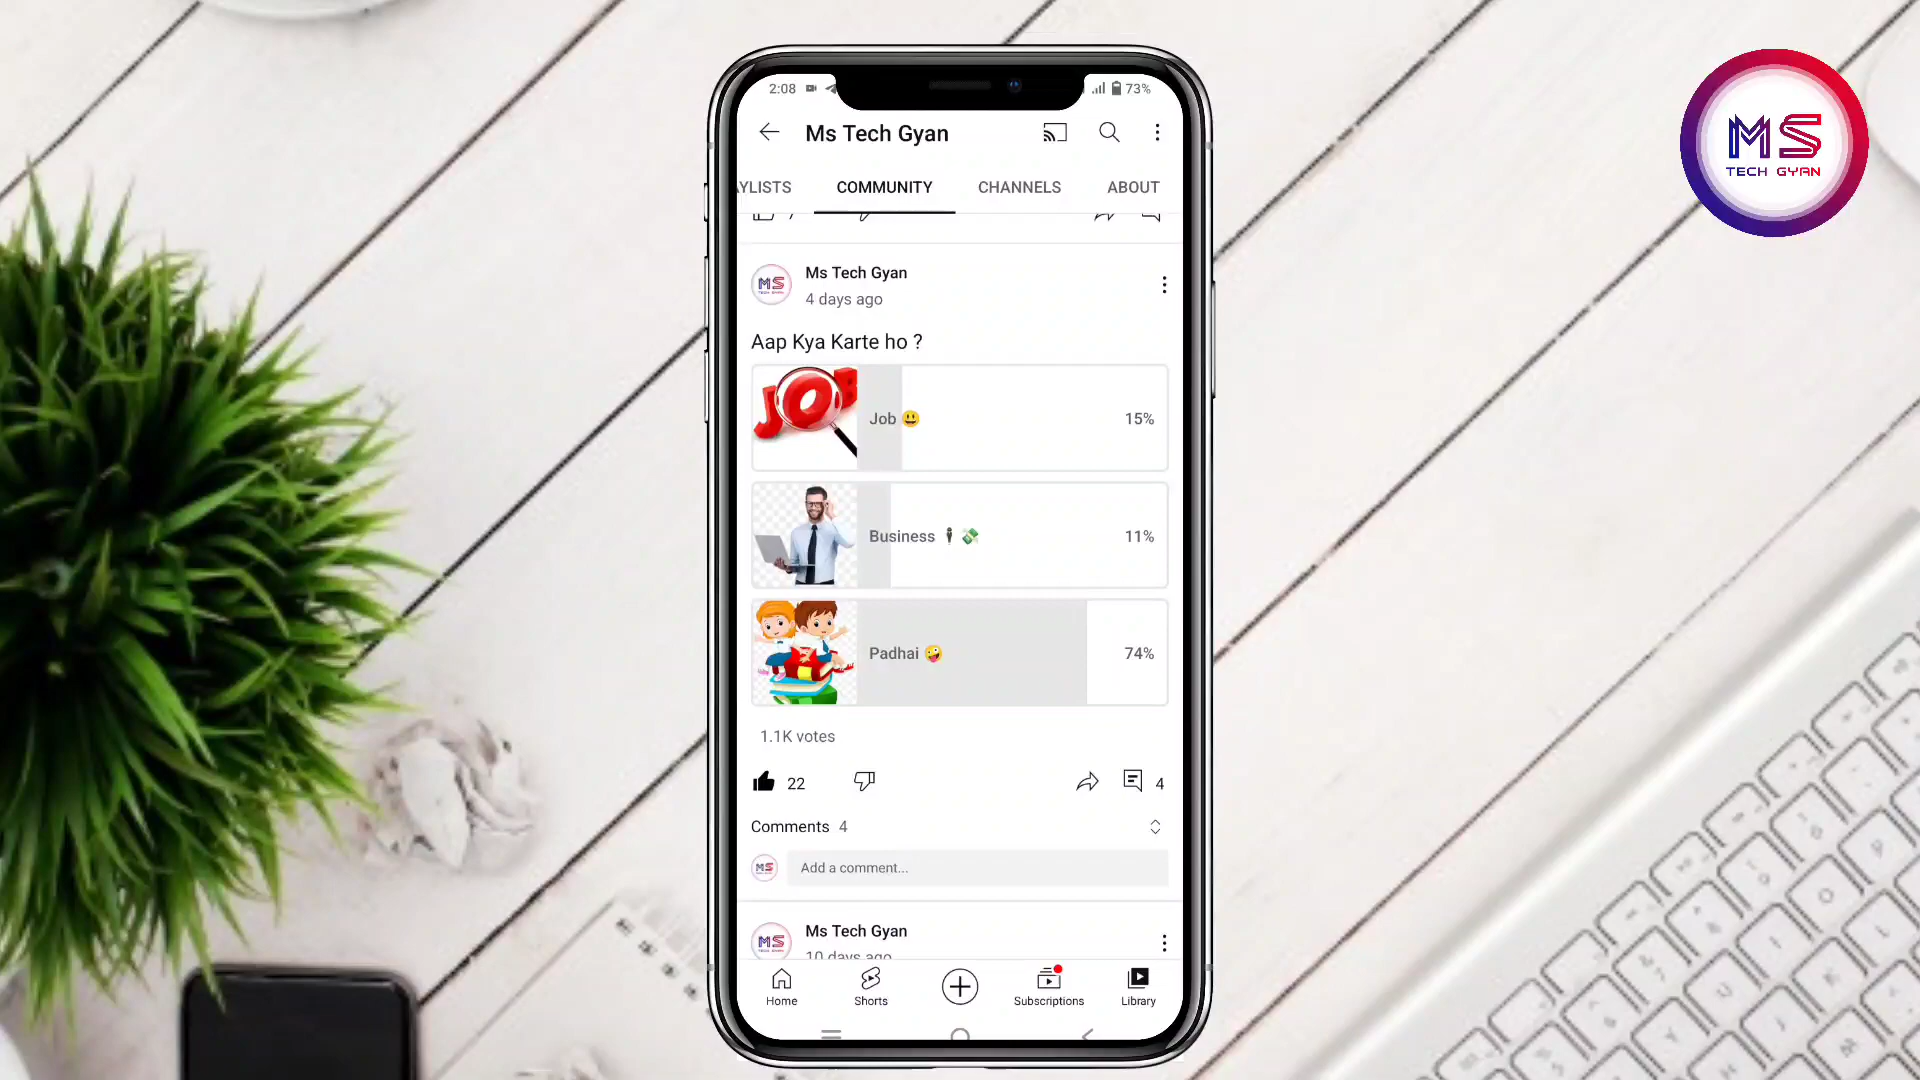 2:08
73%
Ms Tech Gyan
AYLISTS COMMUNITY CHANNELS ABOUT
Ms Tech Gyan
4 days ago
Aap Kya Karte ho ?
JOB
Job 😃 15%
Business 🕴 💸 11%
Padhai 🤪 74%
1.1K votes
22
4
Comments 4
Add a comment...
Ms Tech Gyan
10 days ago
Home Shorts Subscriptions Library
MS
TECH GYAN